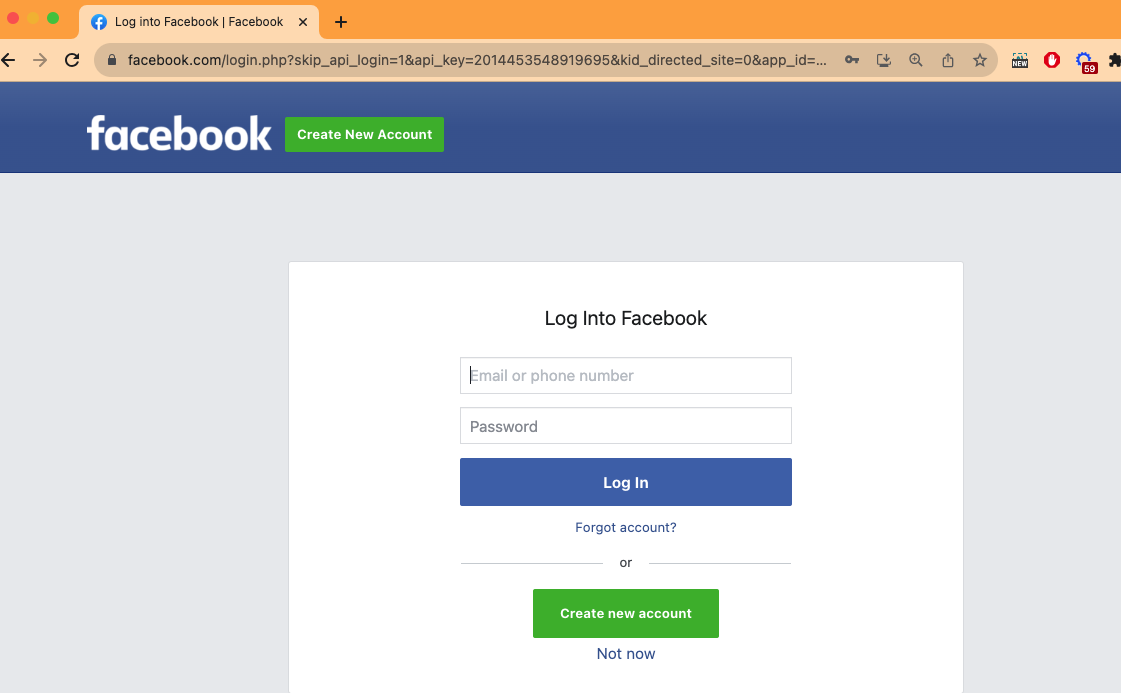 Log into Facebook | Facebook
facebook.com/login.php?skip_api_login=1&api_key=2014453548919695&kid_directed_site=0&app_id=...
NEW
59
facebook
Create New Account
Log Into Facebook
Email or phone number
Password
Log In
Forgot account?
or
Create new account
Not now